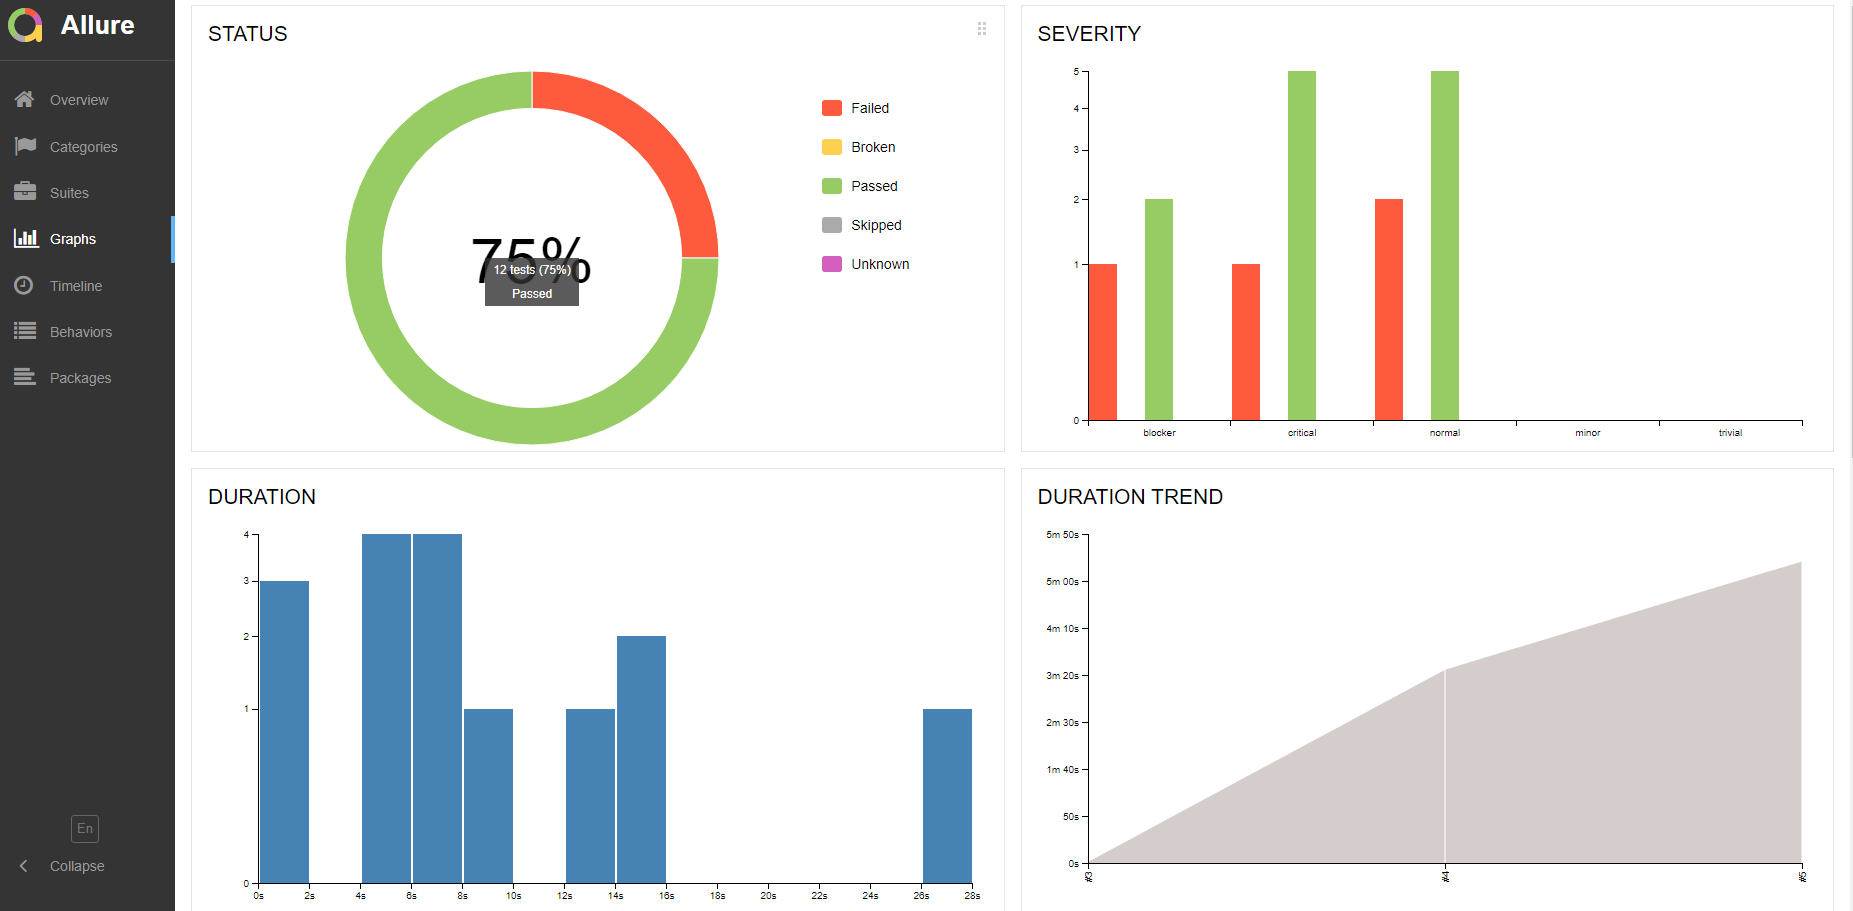 Allure
Overview
Categories
Suites
Graphs
Timeline
Behaviors
Packages
En
Collapse
STATUS
75%
12 tests (75%)
Passed
Failed
Broken
Passed
Skipped
Unknown
SEVERITY
5
4
3
2
1
0
blocker critical normal minor trivial
DURATION
4
3
2
1
0
0s 2s 4s 6s 8s 10s 12s 14s 16s 18s 20s 22s 24s 26s 28s
DURATION TREND
5m 50s
5m 00s
4m 10s
3m 20s
2m 30s
1m 40s
50s
0s
#3 #4 #5